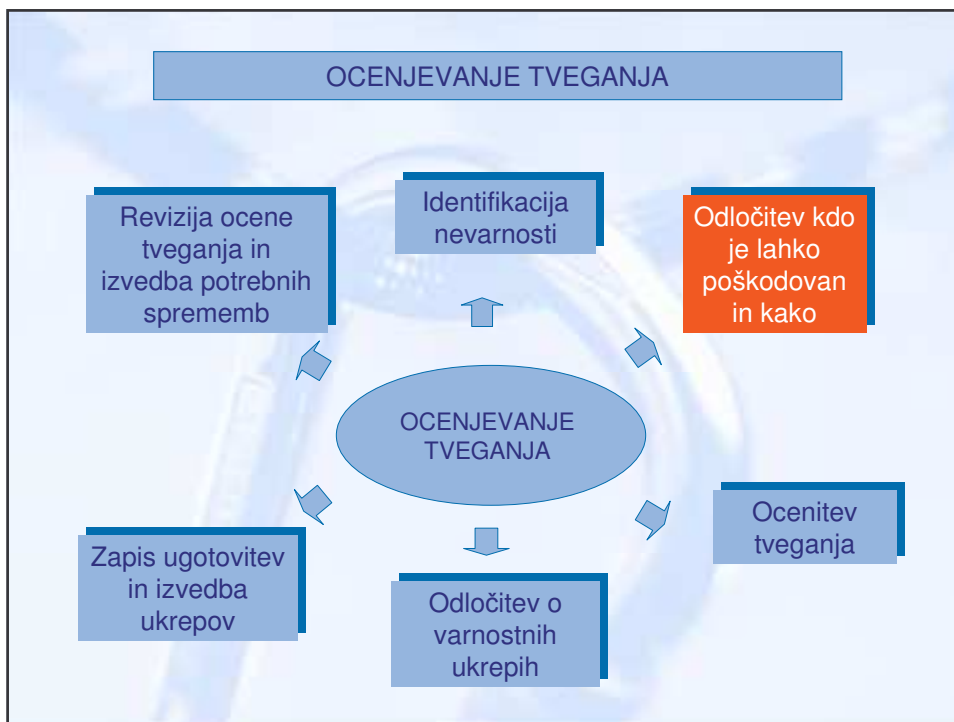 OCENJEVANJE TVEGANJA
Revizija ocene
tveganja in
izvedba potrebnih
sprememb
Identifikacija
nevarnosti
Odločitev kdo
je lahko
poškodovan
in kako
OCENJEVANJE
TVEGANJA
Ocenitev
tveganja
Zapis ugotovitev
in izvedba
ukrepov
Odločitev o
varnostnih
ukrepih